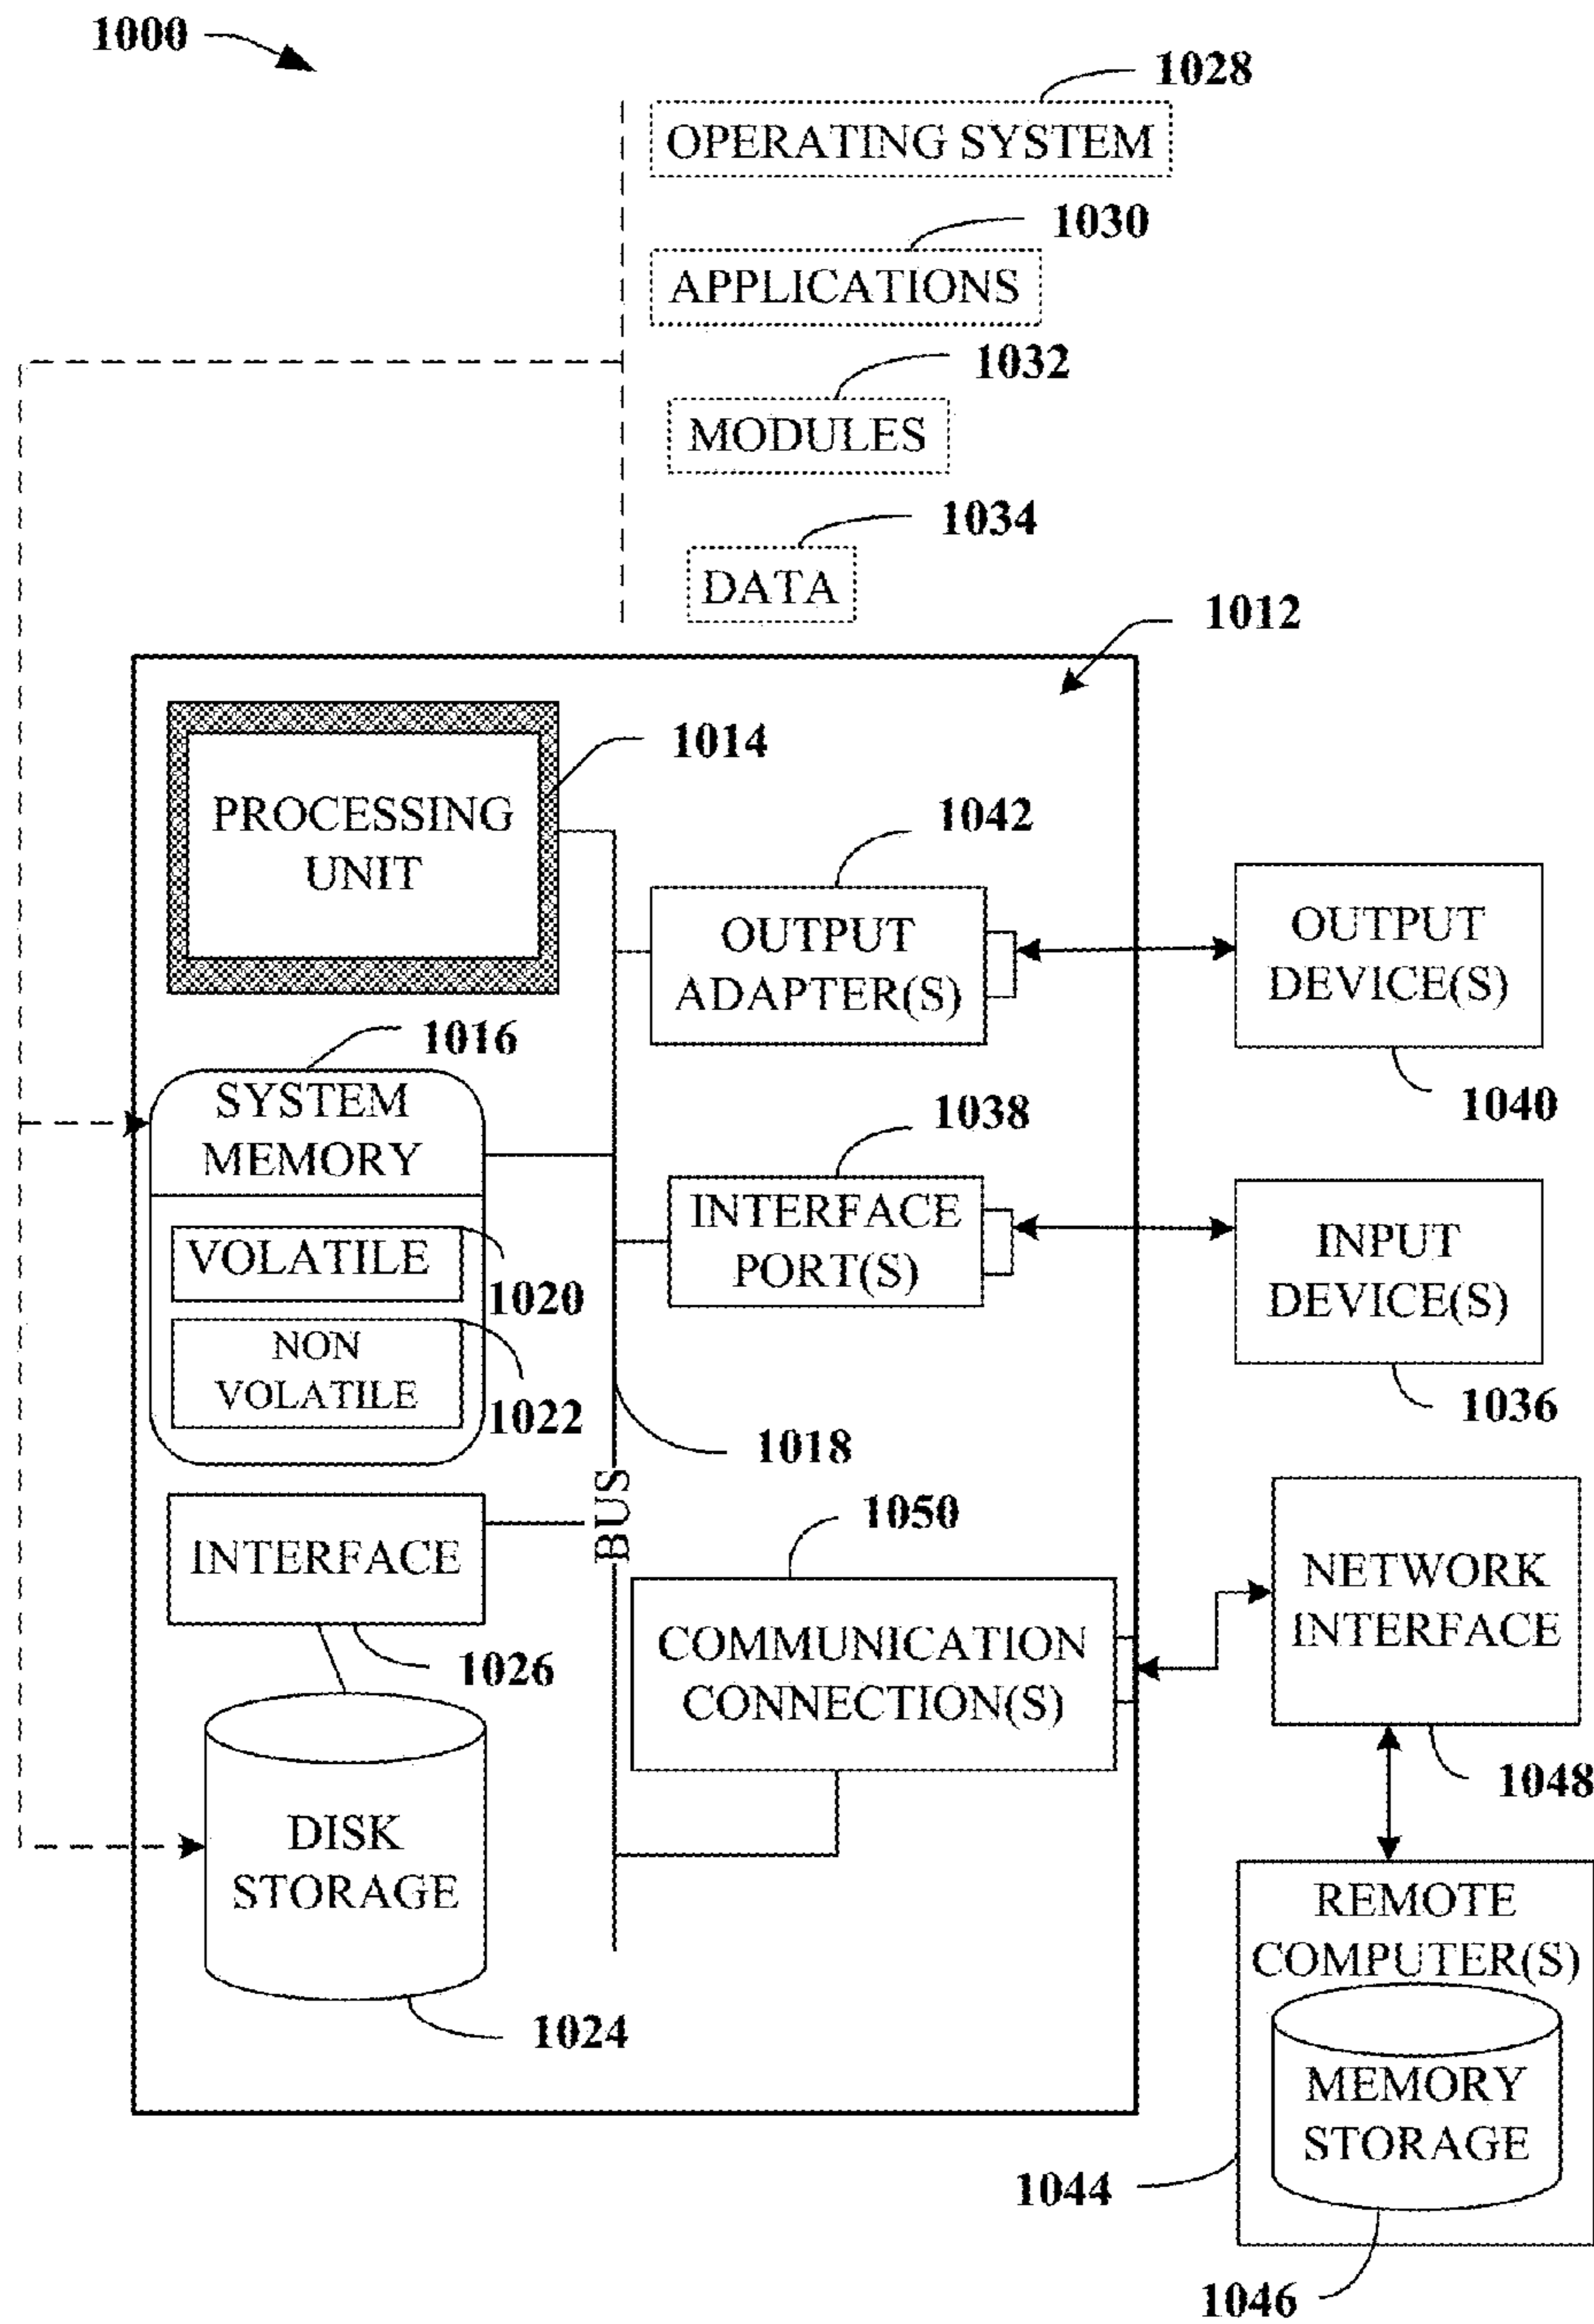 1000
1028
OPERATING SYSTEM
1030
APPLICATIONS
1032
MODULES
1034
DATA
1012
1014
PROCESSING
UNIT
1042
OUTPUT
ADAPTER(S)
OUTPUT
DEVICE(S)
1040
1016
SYSTEM
MEMORY
VOLATILE
1020
NON
VOLATILE
1022
1038
INTERFACE
PORT(S)
INPUT
DEVICE(S)
1036
1018
BUS
INTERFACE
1026
1050
COMMUNICATION
CONNECTION(S)
NETWORK
INTERFACE
1048
DISK
STORAGE
1024
REMOTE
COMPUTER(S)
MEMORY
STORAGE
1044
1046